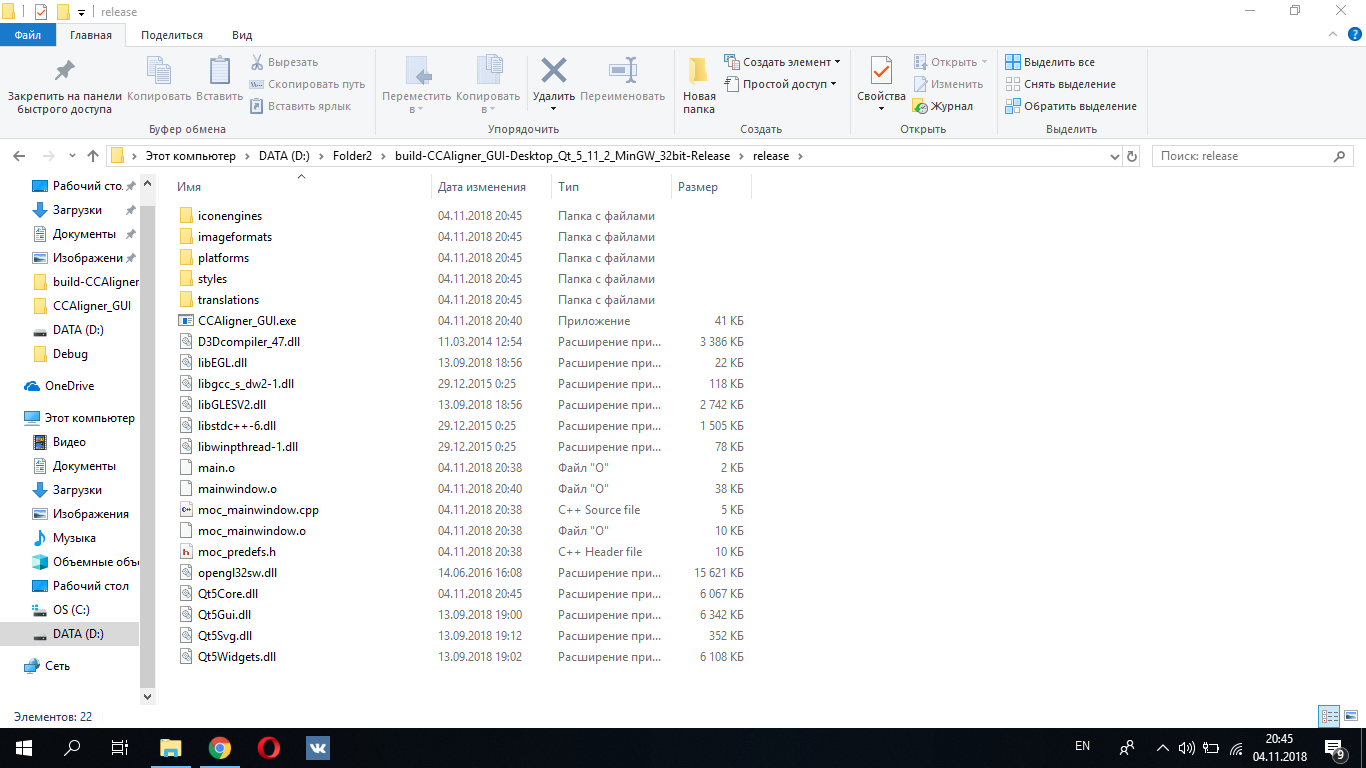 release
Файл Главная Поделиться Вид
Закрепить на панели быстрого доступа
Копировать
Вставить
Вырезать
Скопировать путь
Вставить ярлык
Буфер обмена
Переместить в
Копировать в
Удалить
Переименовать
Упорядочить
Новая папка
Создать элемент
Простой доступ
Создать
Свойства
Открыть
Изменить
Журнал
Открыть
Выделить все
Снять выделение
Обратить выделение
Выделить
Этот компьютер DATA (D:) Folder2 build-CCAligner_GUI-Desktop_Qt_5_11_2_MinGW_32bit-Release release
Поиск: release
Рабочий сто.
Загрузки
Документы
Изображени
build-CCAligner
CCAligner_GUI
DATA (D:)
Debug
OneDrive
Этот компьютер
Видео
Документы
Загрузки
Изображения
Музыка
Объемные объ
Рабочий стол
OS (C:)
DATA (D:)
Сеть
Имя Дата изменения Тип Размер
iconengines 04.11.2018 20:45 Папка с файлами
imageformats 04.11.2018 20:45 Папка с файлами
platforms 04.11.2018 20:45 Папка с файлами
styles 04.11.2018 20:45 Папка с файлами
translations 04.11.2018 20:45 Папка с файлами
CCAligner_GUI.exe 04.11.2018 20:40 Приложение 41 КБ
D3Dcompiler_47.dll 11.03.2014 12:54 Расширение при... 3 386 КБ
libEGL.dll 13.09.2018 18:56 Расширение при... 22 КБ
libgcc_s_dw2-1.dll 29.12.2015 0:25 Расширение при... 118 КБ
libGLESV2.dll 13.09.2018 18:56 Расширение при... 2 742 КБ
libstdc++-6.dll 29.12.2015 0:25 Расширение при... 1 505 КБ
libwinpthread-1.dll 29.12.2015 0:25 Расширение при... 78 КБ
main.o 04.11.2018 20:38 Файл "O" 2 КБ
mainwindow.o 04.11.2018 20:40 Файл "O" 38 КБ
moc_mainwindow.cpp 04.11.2018 20:38 C++ Source file 5 КБ
moc_mainwindow.o 04.11.2018 20:38 Файл "O" 10 КБ
moc_predefs.h 04.11.2018 20:38 C++ Header file 10 КБ
opengl32sw.dll 14.06.2016 16:08 Расширение при... 15 621 КБ
Qt5Core.dll 04.11.2018 20:45 Расширение при... 6 067 КБ
Qt5Gui.dll 13.09.2018 19:00 Расширение при... 6 342 КБ
Qt5Svg.dll 13.09.2018 19:12 Расширение при... 352 КБ
Qt5Widgets.dll 13.09.2018 19:02 Расширение при... 6 108 КБ
Элементов: 22
EN
20:45
04.11.2018
9